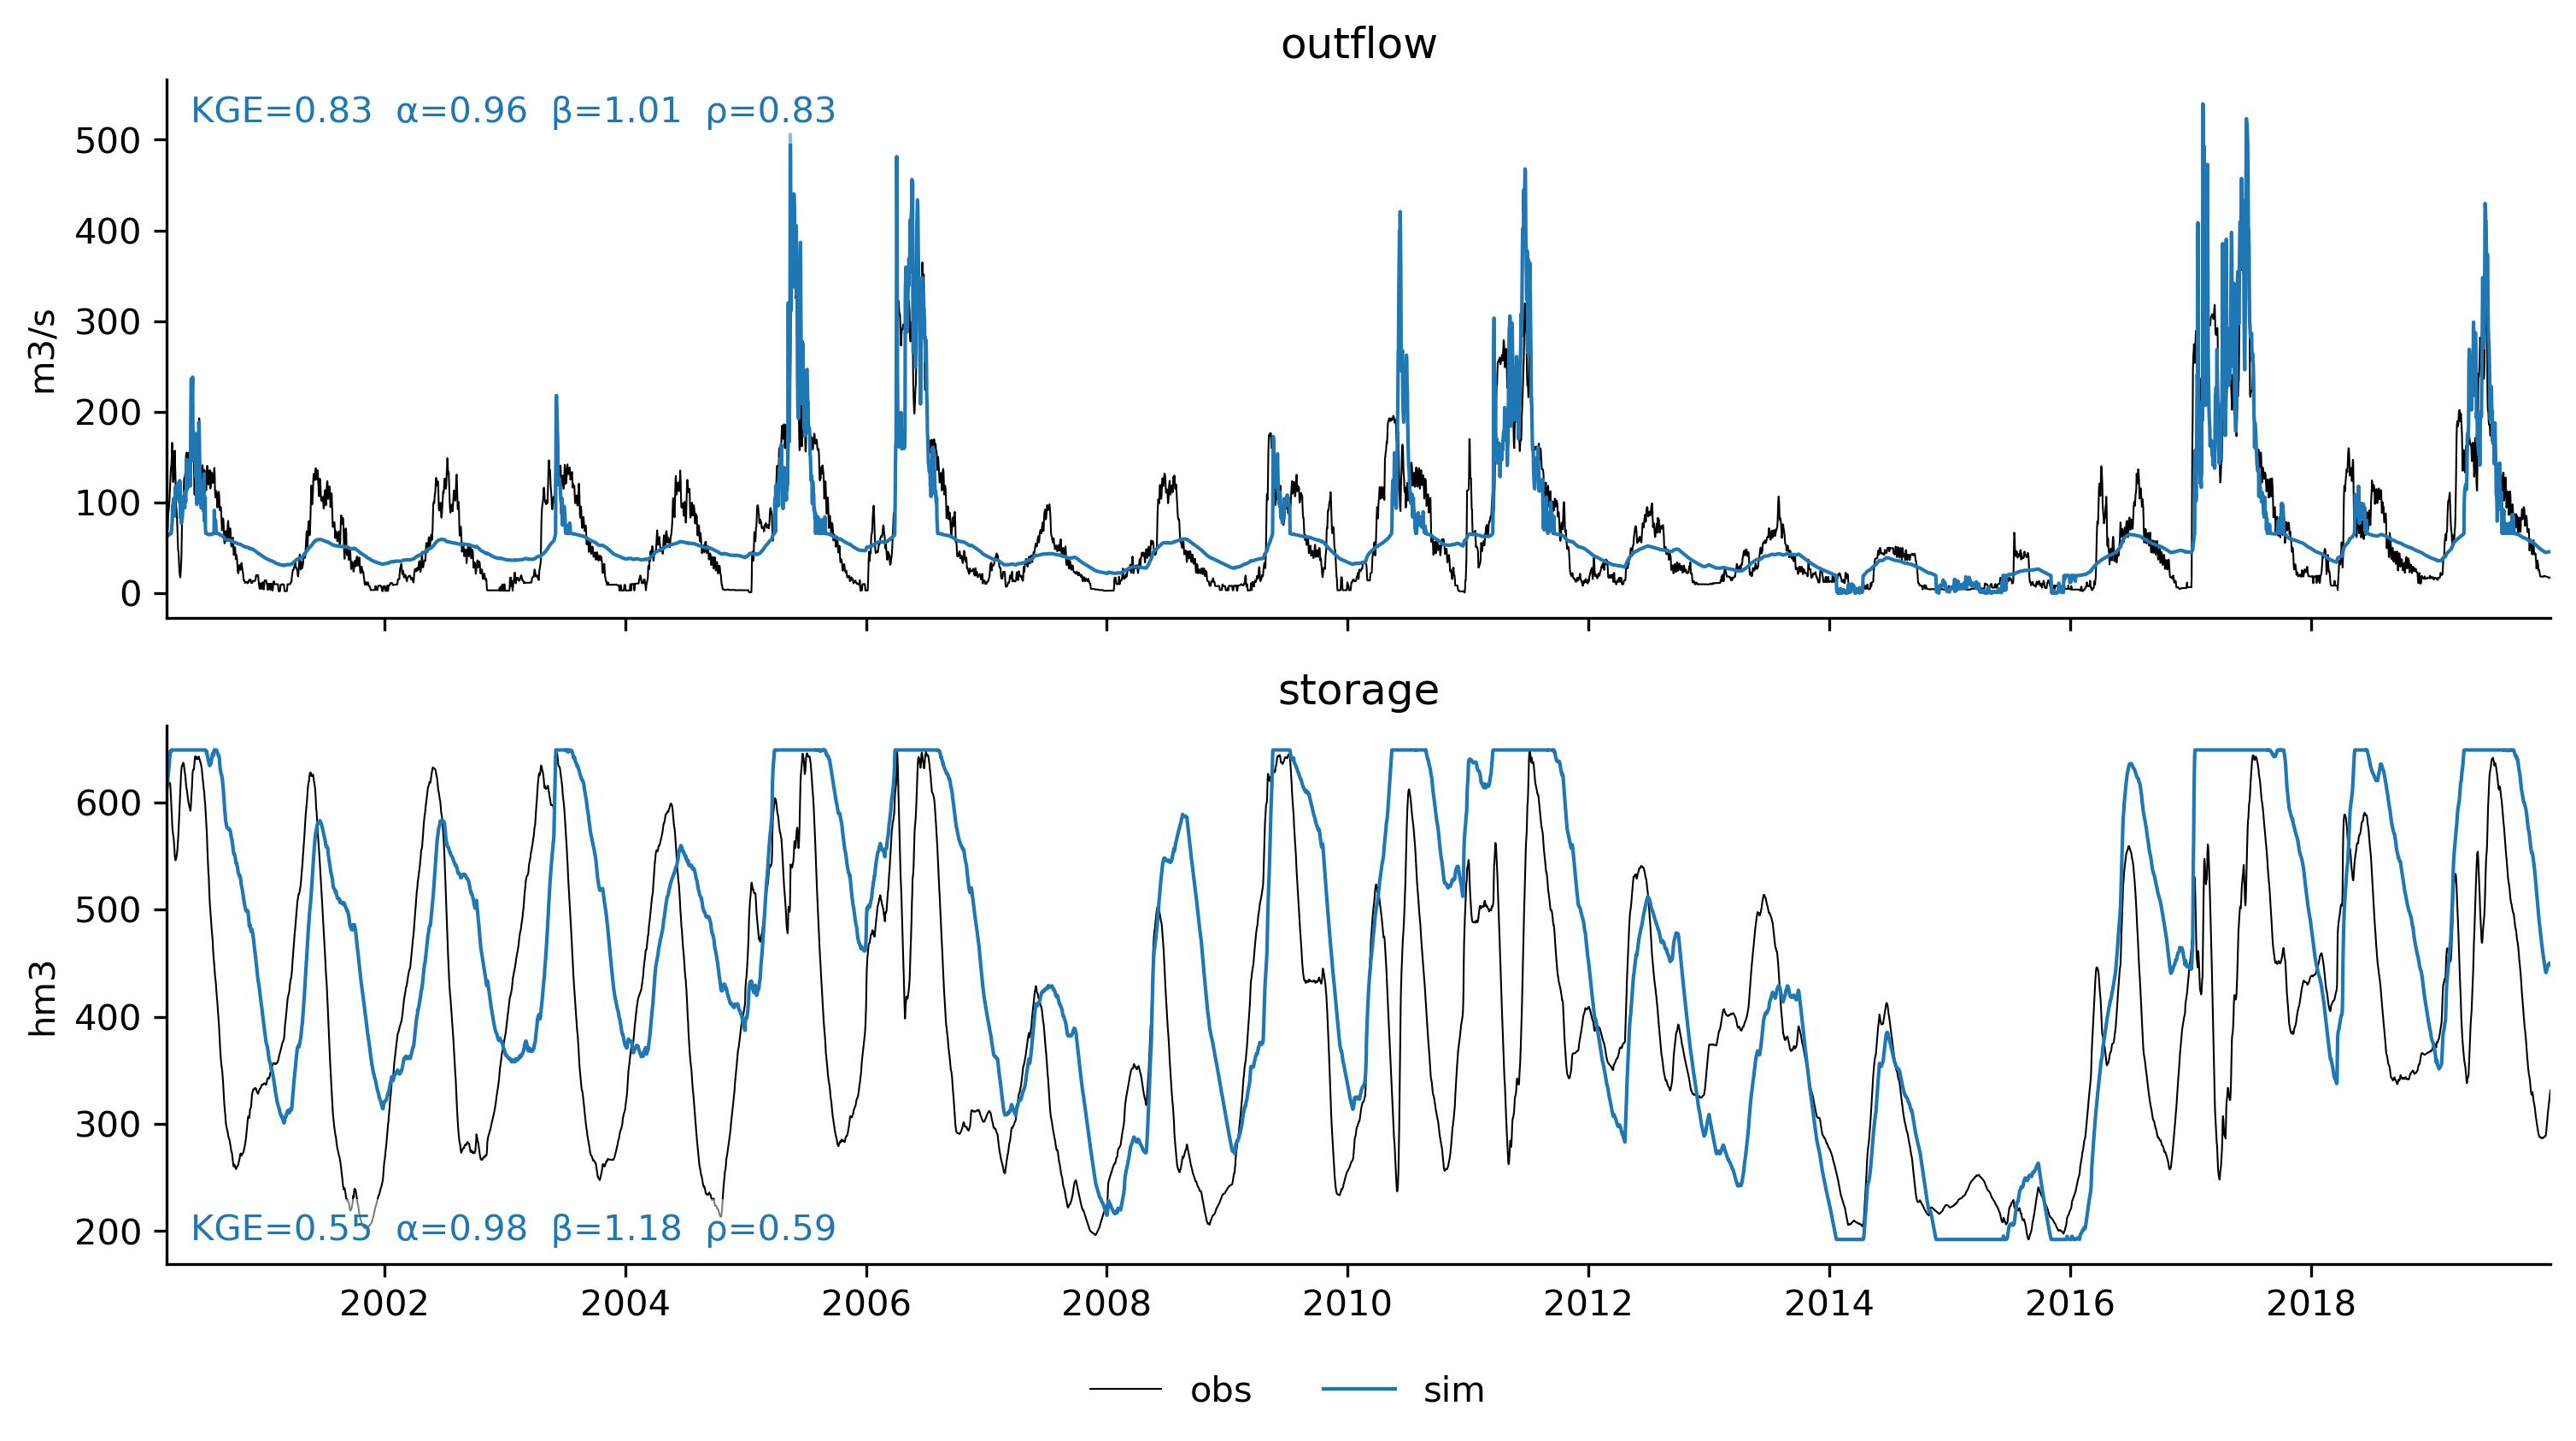 outflow
KGE=0.83 α=0.96 β=1.01 ρ=0.83
500
400
300
200
100
0
m3/s
storage
600
500
400
300
200
hm3
KGE=0.55 α=0.98 β=1.18 ρ=0.59
2002 2004 2006 2008 2010 2012 2014 2016 2018
obs sim